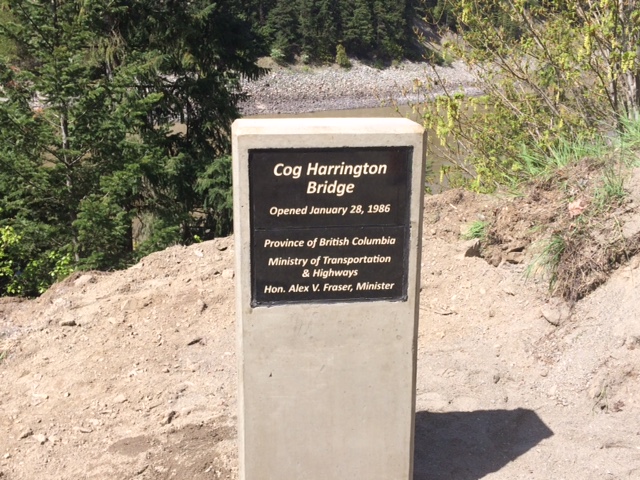 Cog Harrington
Bridge
Opened January 28, 1986
Province of British Columbia
Ministry of Transportation
& Highways
Hon. Alex V. Fraser, Minister